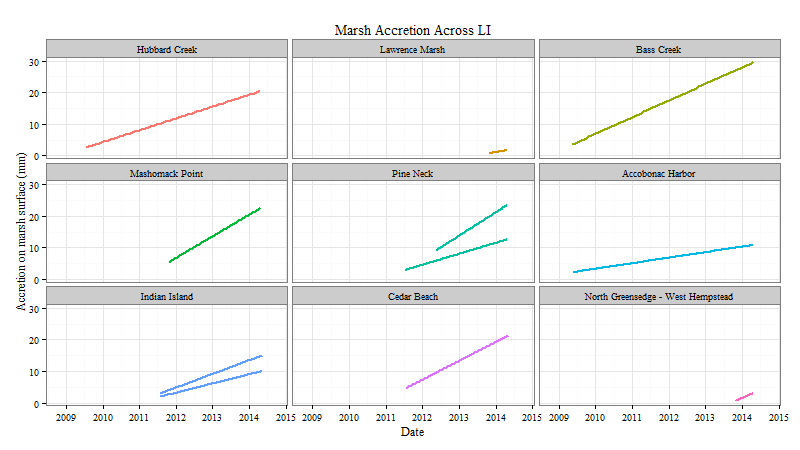 Marsh Accretion Across LI
Hubbard Creek
Lawrence Marsh
Bass Creek
30
20
10
0
Mashomack Point
Pine Neck
Accobonac Harbor
30
20
10
0
Indian Island
Cedar Beach
North Greensedge - West Hempstead
30
20
10
0
Accretion on marsh surface (mm)
2009 2010 2011 2012 2013 2014 2015
2009 2010 2011 2012 2013 2014 2015
2009 2010 2011 2012 2013 2014 2015
Date